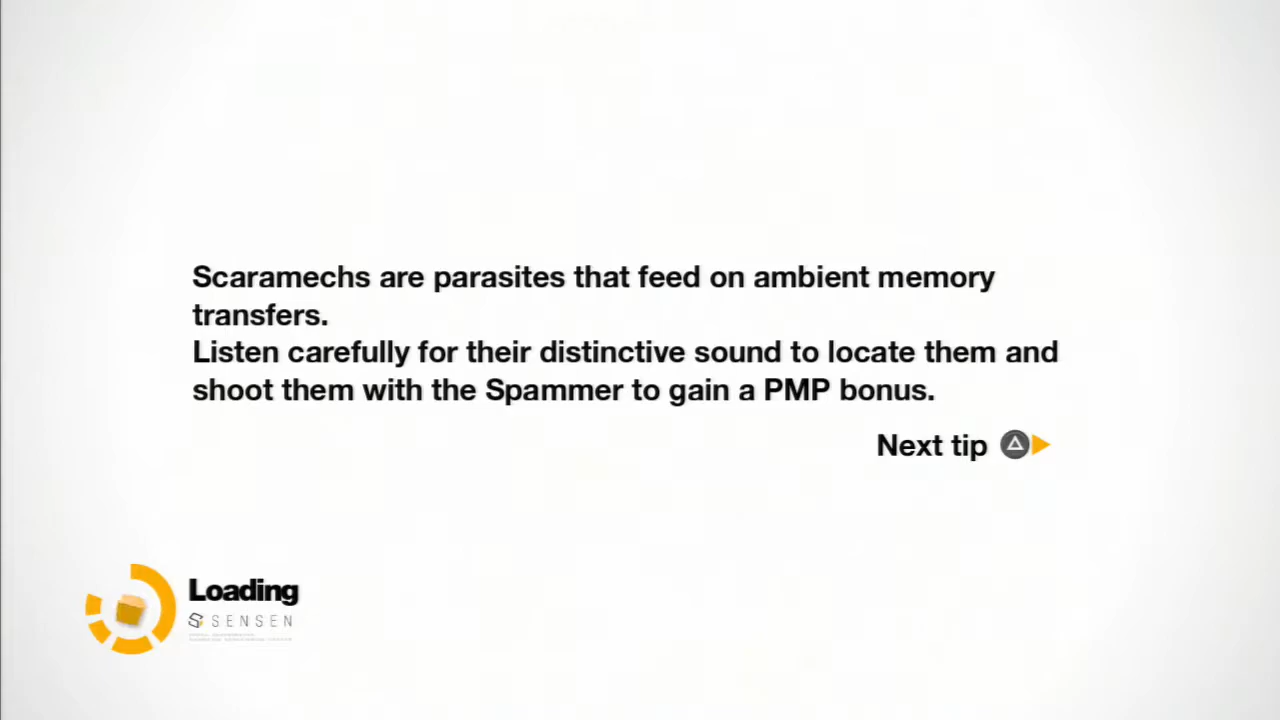 Scaramechs are parasites that feed on ambient memory
transfers.
Listen carefully for their distinctive sound to locate them and
shoot them with the Spammer to gain a PMP bonus.
Next tip
Loading
SENSEN